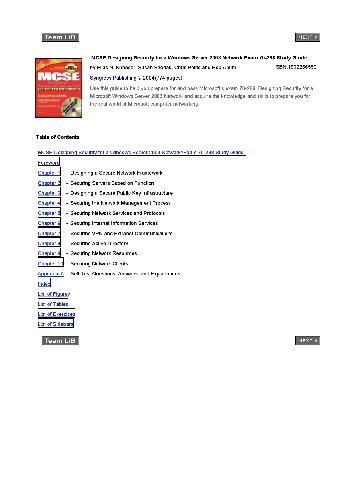 Team LiB
NEXT
MCSE Designing Security for a Windows Server 2003 Network Exam 70-298 Study Guide
by Elias N. Khnaser, Susan Snedak, Chris Peiris and Rob Amini
ISBN:1932266550
Syngress Publishing © 2004 (774 pages)
MCSE
Use this guide to help you prepare for and pass Microsoft's exam 70-298, Designing Security for a
Microsoft Windows Server 2003 Network and acquire the knowledge and skills to prepare you for
the real world of Microsoft computer networking.
Table of Contents
MCSE Designing Security for a Windows Server 2003 Network—Exam 70-298 Study Guide
Foreword
Chapter 1 - Designing a Secure Network Framework
Chapter 2 - Securing Servers Based on Function
Chapter 3 - Designing a Secure Public Key Infrastructure
Chapter 4 - Securing the Network Management Process
Chapter 5 - Securing Network Services and Protocols
Chapter 6 - Securing Internet Information Services
Chapter 7 - Securing VPN and Extranet Communications
Chapter 8 - Securing Active Directory
Chapter 9 - Securing Network Resources
Chapter 10 - Securing Network Clients
Appendix A - Self Test Questions, Answers, and Explanations
Index
List of Figures
List of Tables
List of Exercises
List of Sidebars
Team LiB
NEXT